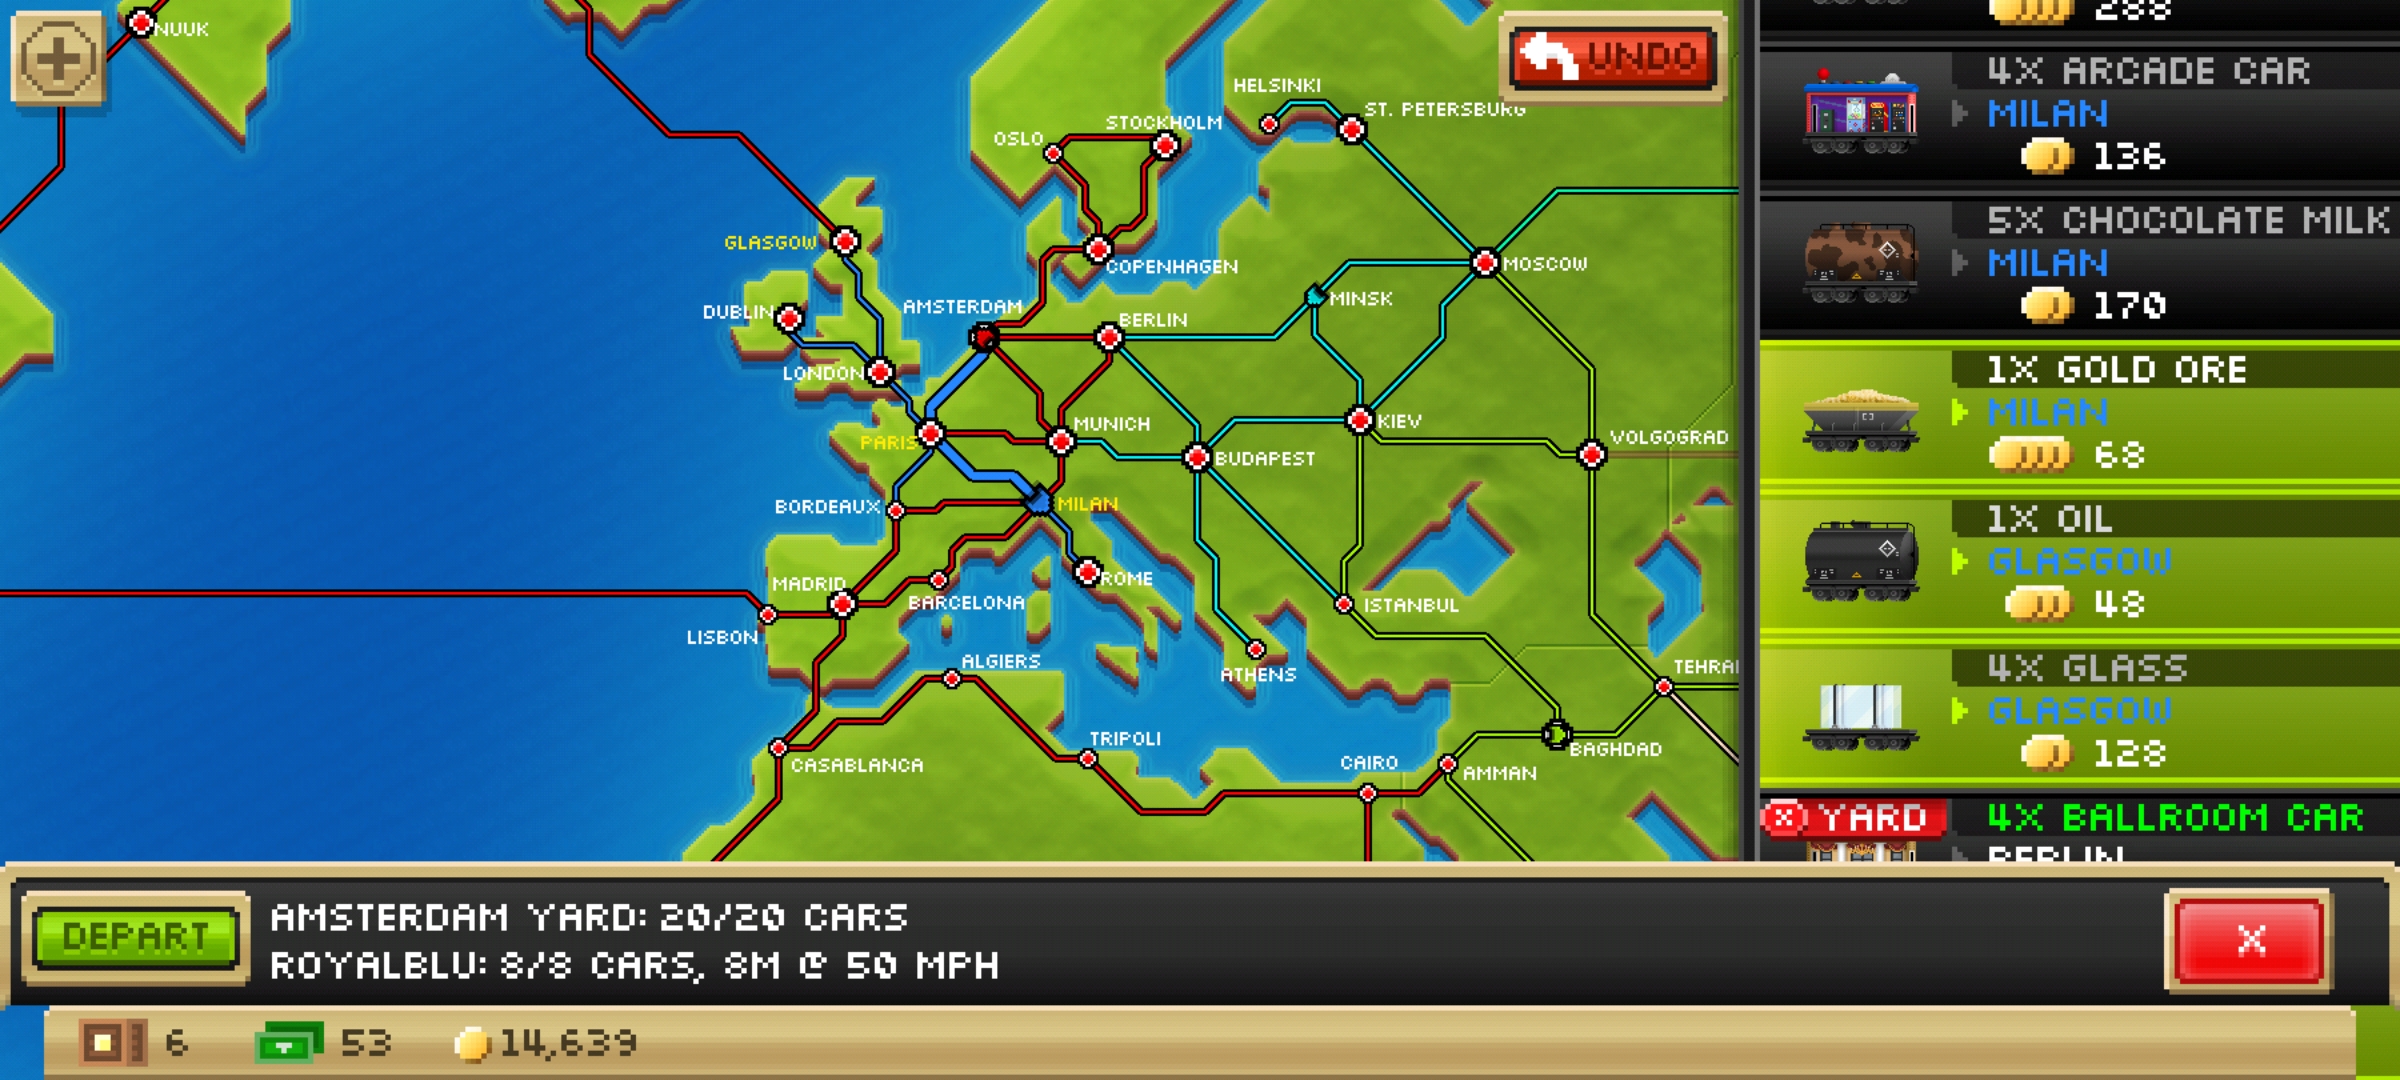 NUUK
UNDO
HELSINKI
ST. PETERSBURG
STOCKHOLM
OSLO
GLASGOW
COPENHAGEN
MOSCOW
MINSK
DUBLIN
AMSTERDAM
BERLIN
LONDON
MUNICH
KIEV
PARIS
VOLGOGRAD
BUDAPEST
BORDEAUX
MILAN
MADRID
ROME
BARCELONA
ISTANBUL
LISBON
ALGIERS
ATHENS
TEHRA
TRIPOLI
BAGHDAD
CASABLANCA
CAIRO
AMMAN
288
4X ARCADE CAR
MILAN
136
5X CHOCOLATE MILK
MILAN
170
1X GOLD ORE
MILAN
68
1X OIL
GLASGOW
48
4X GLASS
GLASGOW
128
X YARD
4X BALLROOM CAR
BERLIN
DEPART
AMSTERDAM YARD: 20/20 CARS
ROYALBLU: 8/8 CARS, 8M @ 50 MPH
X
6
53
14,639